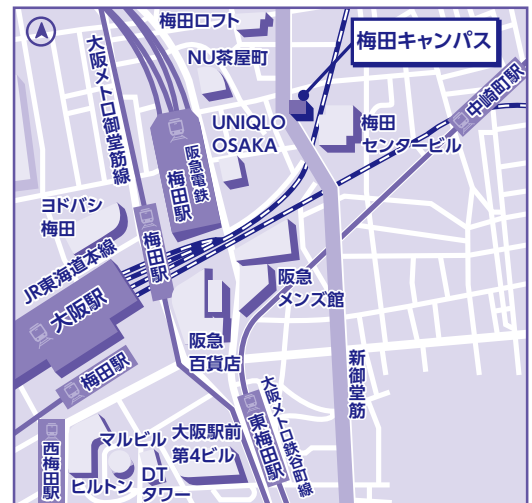 梅田ロフト
梅田キャンパス
NU茶屋町
大阪メトロ御堂筋線
中崎町駅
UNIQLO
OSAKA
梅田
センタービル
阪急電鉄
梅田駅
ヨドバシ
梅田
梅田駅
JR東海道本線
大阪駅
阪急
メンズ館
阪急
百貨店
新御堂筋
梅田駅
大阪メトロ谷町線
東梅田駅
西梅田駅
マルビル
大阪駅前
第4ビル
ヒルトン
DT
タワー